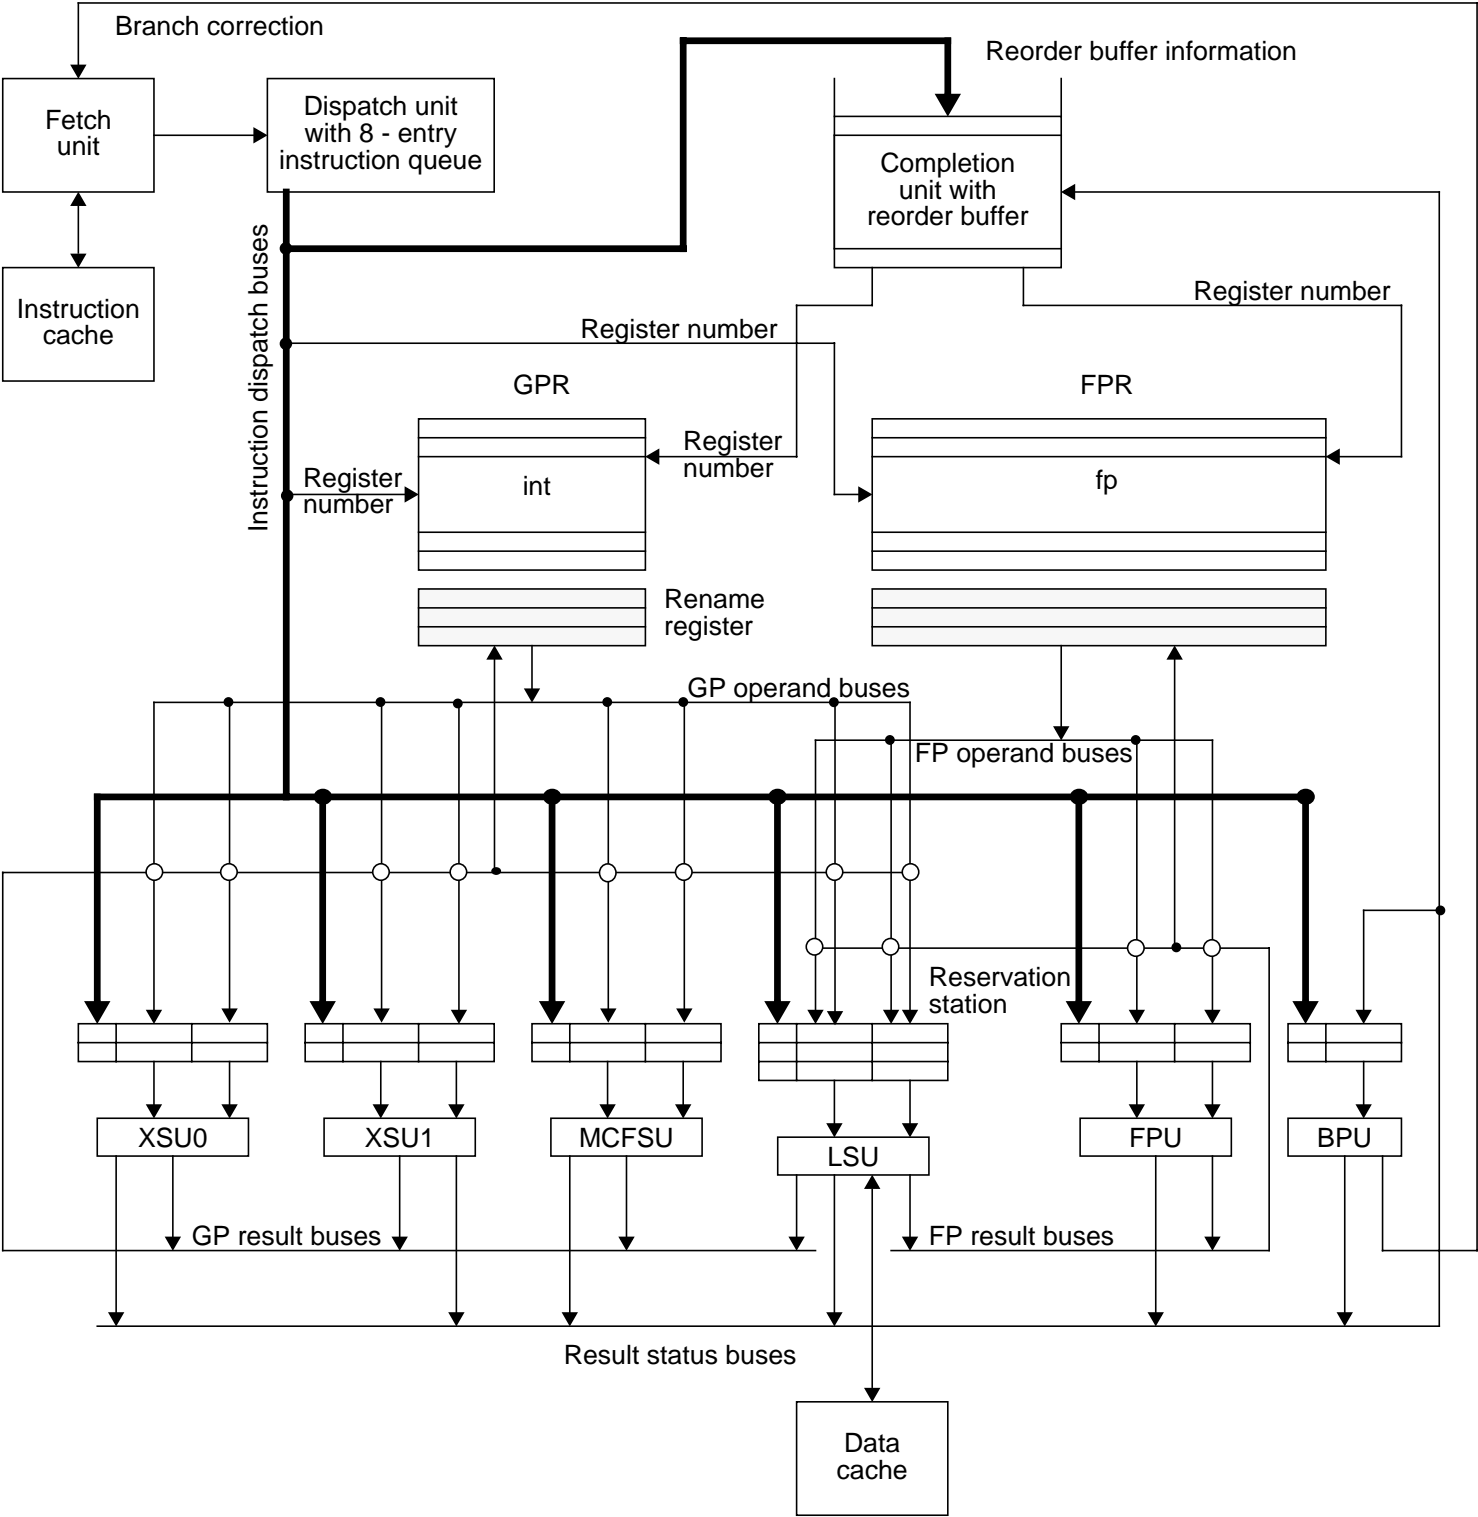 Branch correction
Reorder buffer information
Fetch
unit
Dispatch unit
with 8 - entry
instruction queue
Completion
unit with
reorder buffer
Instruction dispatch buses
Instruction
cache
Register number
Register number
GPR
FPR
Register
number
Register
number
int
fp
Rename
register
GP operand buses
FP operand buses
Reservation
station
XSU0
XSU1
MCFSU
LSU
FPU
BPU
GP result buses
FP result buses
Result status buses
Data
cache